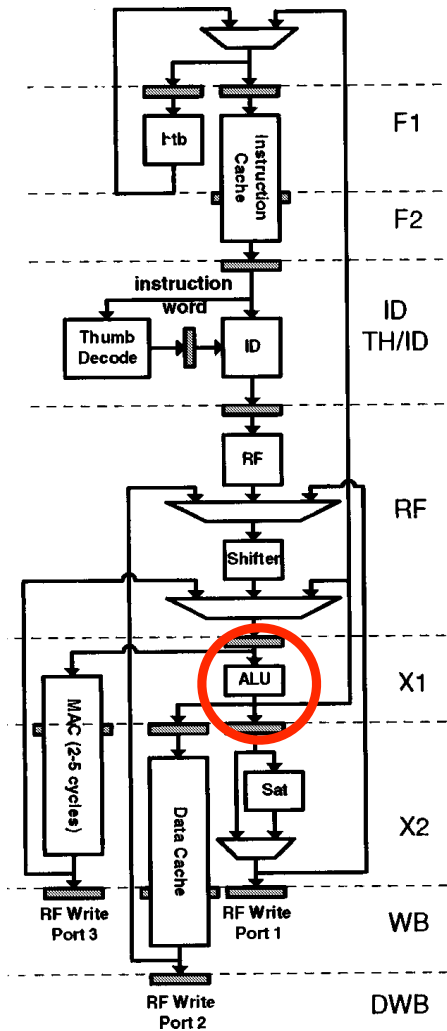 btb
Instruction
Cache
F1
F2
instruction
word
Thumb
Decode
ID
ID
TH/ID
RF
RF
Shifter
ALU
X1
MAC (2-5 cycles)
Data Cache
Sat
X2
RF Write
Port 3
RF Write
Port 1
WB
RF Write
Port 2
DWB